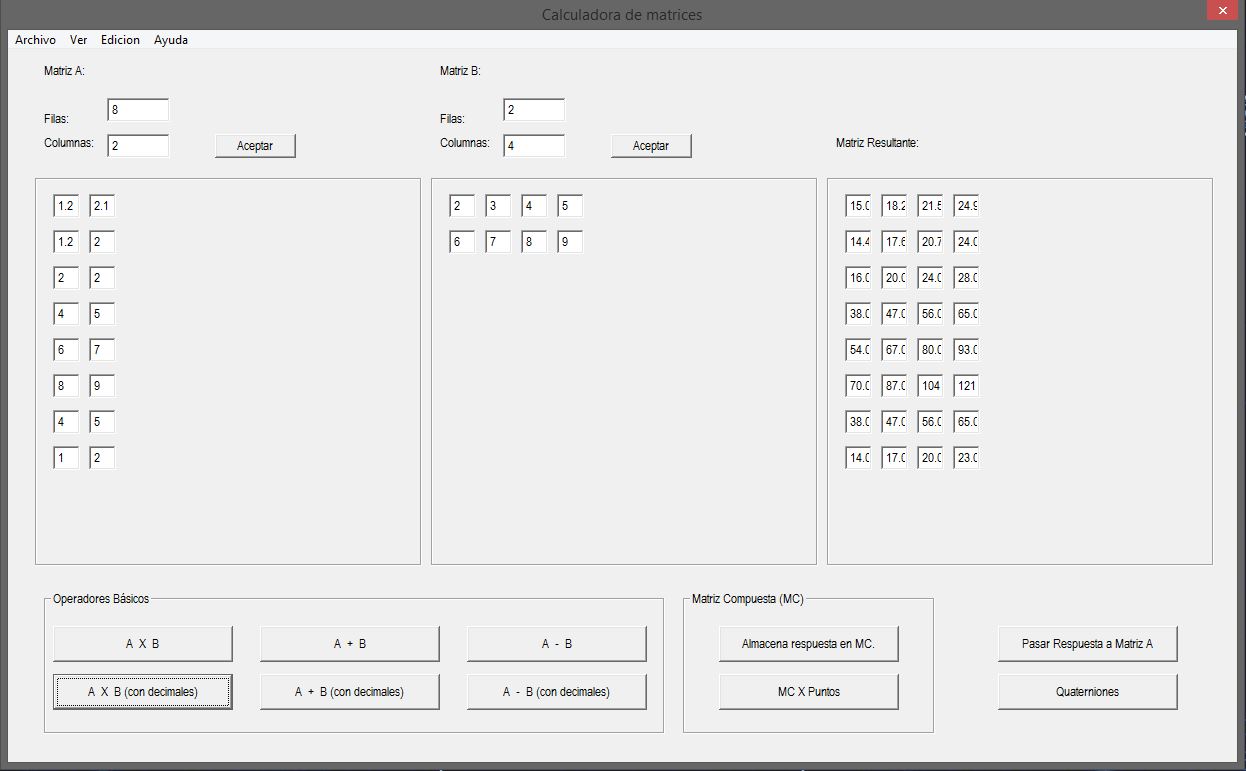 Calculadora de matrices
Archivo Ver Edicion Ayuda
Matriz A: Matriz B:
Filas: 8 Filas: 2
Columnas: 2 Aceptar Columnas: 4 Aceptar Matriz Resultante:
1.2 2.1 2 3 4 5 15.0 18.2 21.5 24.9
1.2 2 6 7 8 9 14.4 17.6 20.7 24.0
2 2 16.0 20.0 24.0 28.0
4 5 38.0 47.0 56.0 65.0
6 7 54.0 67.0 80.0 93.0
8 9 70.0 87.0 104 121
4 5 38.0 47.0 56.0 65.0
1 2 14.0 17.0 20.0 23.0
Operadores Básicos Matriz Compuesta (MC)
A X B A + B A - B Almacena respuesta en MC. Pasar Respuesta a Matriz A
A X B (con decimales) A + B (con decimales) A - B (con decimales) MC X Puntos Quaterniones